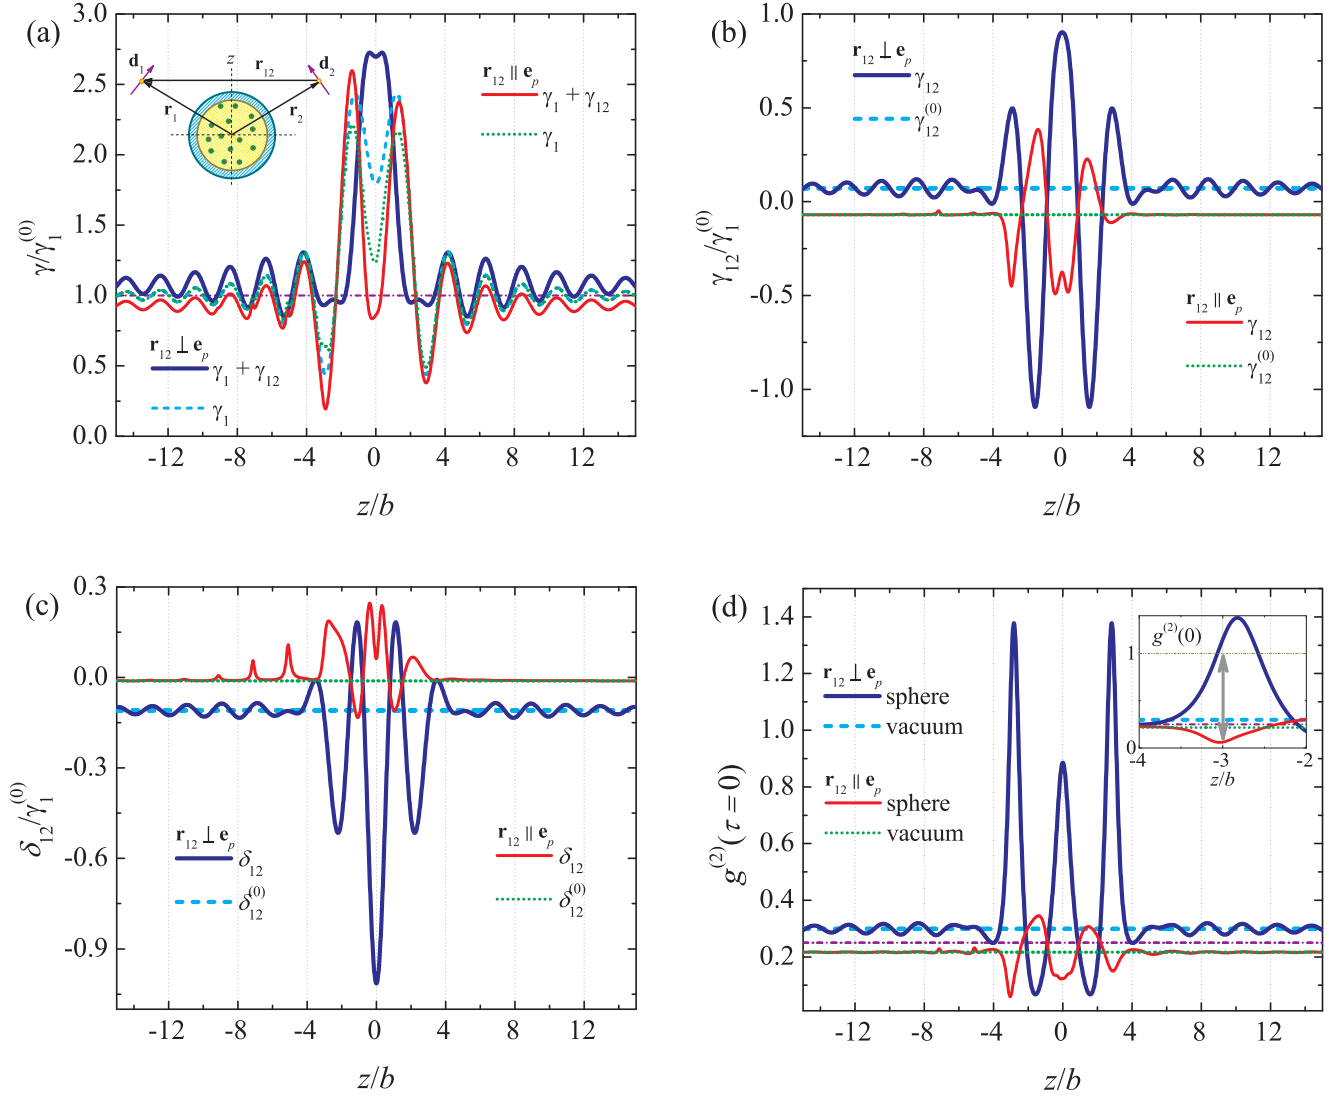 (a)
3.0
2.5
2.0
1.5
1.0
0.5
0.0
γ/γ₁⁽⁰⁾
d₁
z
r₁₂
d₂
r₁
r₂
r₁₂ || eₚ
γ₁ + γ₁₂
γ₁
r₁₂ ⊥ eₚ
γ₁ + γ₁₂
γ₁
-12 -8 -4 0 4 8 12
z/b
(b)
1.0
0.5
0.0
-0.5
-1.0
γ₁₂/γ₁⁽⁰⁾
r₁₂ ⊥ eₚ
γ₁₂
γ₁₂⁽⁰⁾
r₁₂ || eₚ
γ₁₂
γ₁₂⁽⁰⁾
-12 -8 -4 0 4 8 12
z/b
(c)
0.3
0.0
-0.3
-0.6
-0.9
δ₁₂/γ₁⁽⁰⁾
r₁₂ ⊥ eₚ
δ₁₂
δ₁₂⁽⁰⁾
r₁₂ || eₚ
δ₁₂
δ₁₂⁽⁰⁾
-12 -8 -4 0 4 8 12
z/b
(d)
1.4
1.2
1.0
0.8
0.6
0.4
0.2
g⁽²⁾(τ = 0)
r₁₂ ⊥ eₚ
sphere
vacuum
r₁₂ || eₚ
sphere
vacuum
g⁽²⁾(0)
1
0
-4 -3 -2
z/b
-12 -8 -4 0 4 8 12
z/b